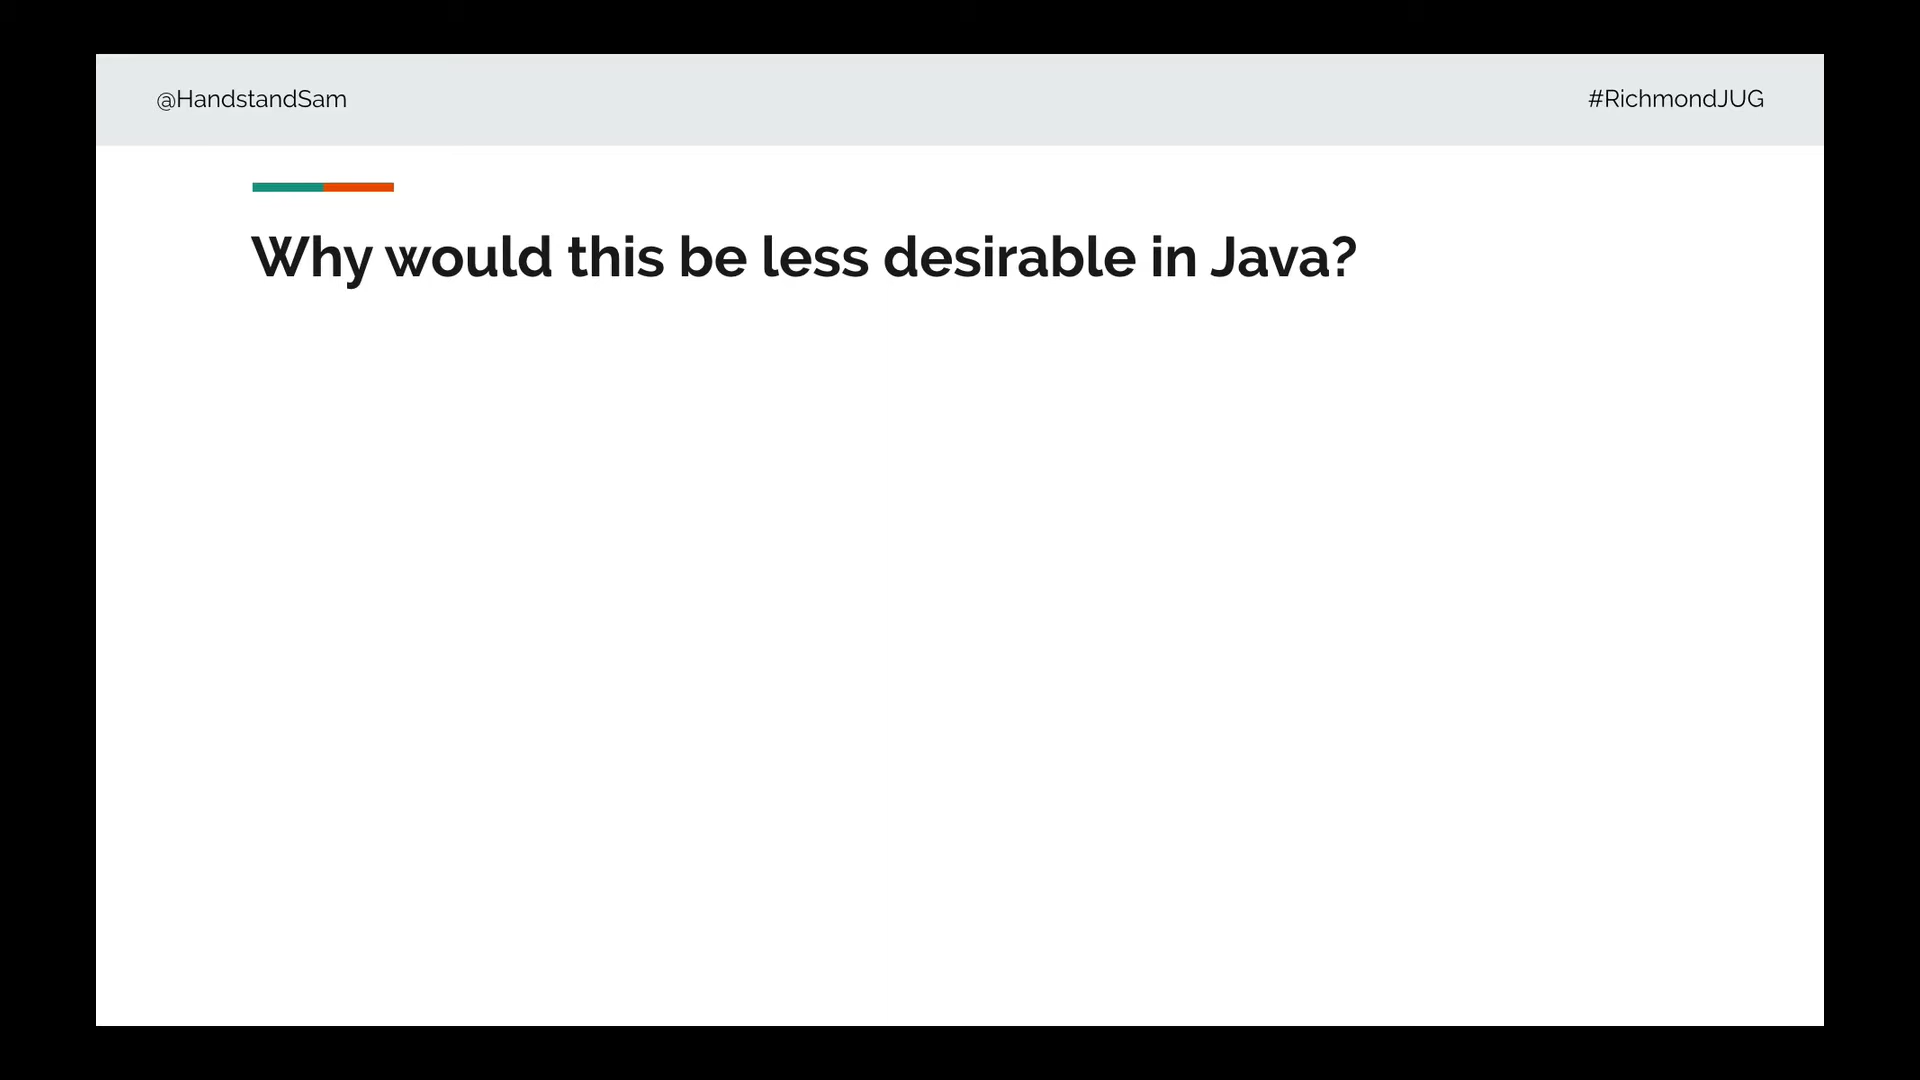 @HandstandSam
#RichmondJUG
Why would this be less desirable in Java?